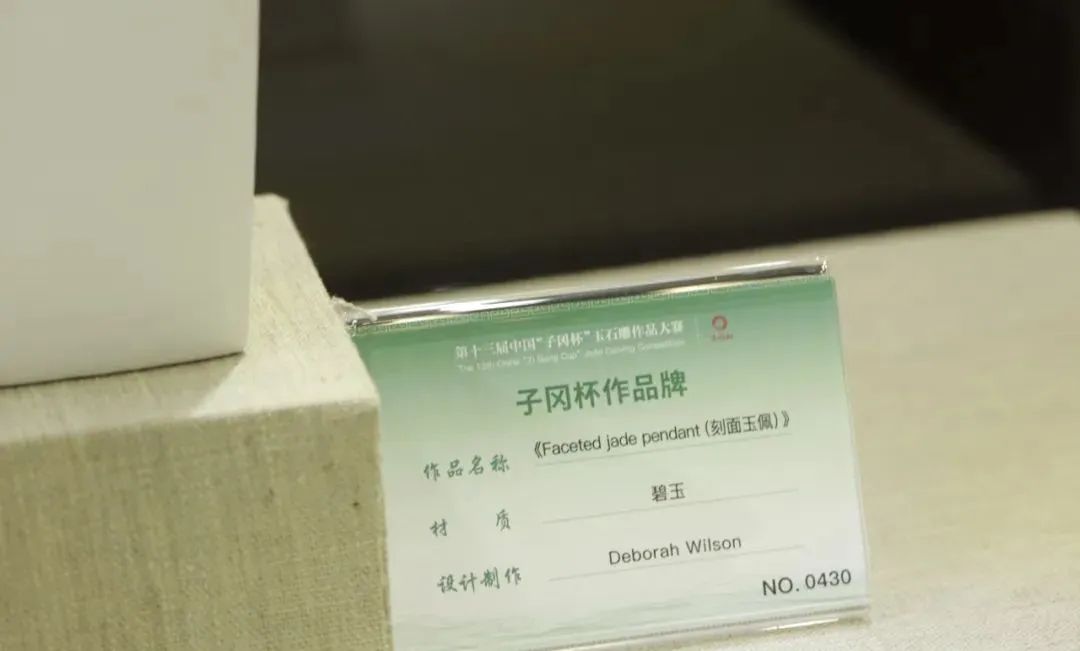 第十三届中国“子冈杯”玉石雕作品大赛
The 13th China "Zi Gang Cup" Jade Carving Competition
子冈杯作品牌
作品名称 《Faceted jade pendant (刻面玉佩)》
材 质 碧玉
设计制作 Deborah Wilson
NO. 0430